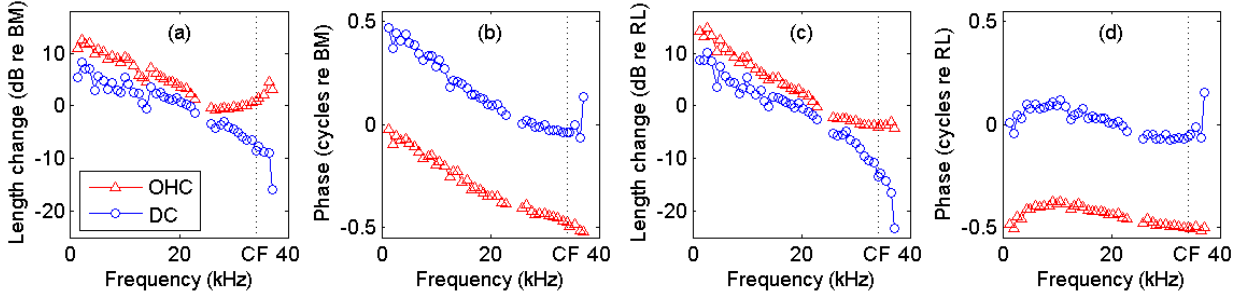 (a)
Length change (dB re BM)
10
0
-10
-20
OHC
DC
0
20
CF 40
Frequency (kHz)
(b)
Phase (cycles re BM)
0.5
0
-0.5
0
20
CF 40
Frequency (kHz)
(c)
Length change (dB re RL)
10
0
-10
-20
0
20
CF 40
Frequency (kHz)
(d)
Phase (cycles re RL)
0.5
0
-0.5
0
20
CF 40
Frequency (kHz)